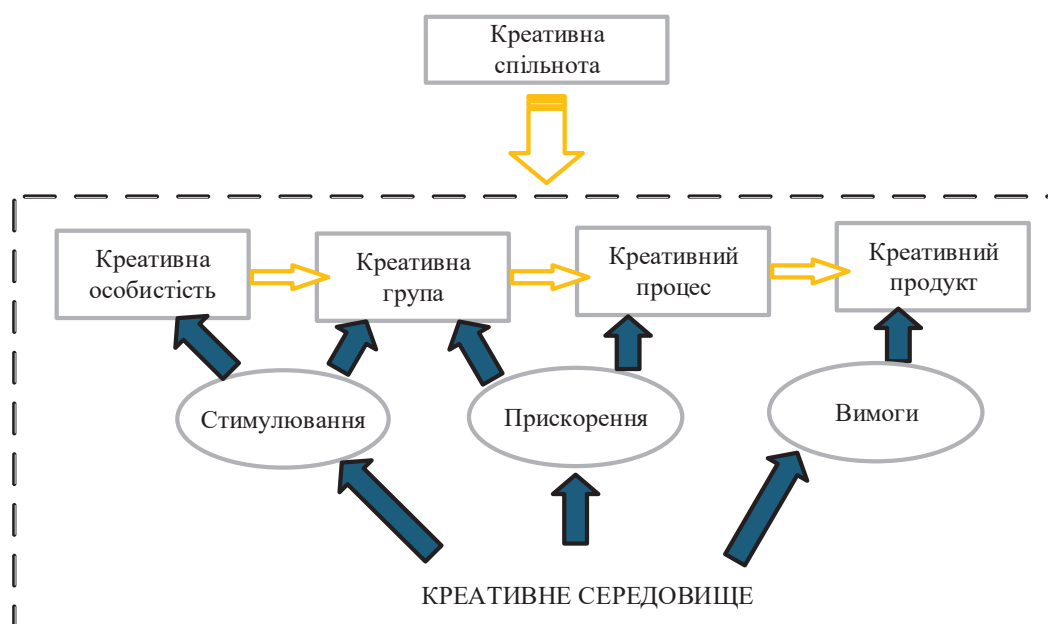 Креативна
спільнота
Креативна
особистість
Креативна
група
Креативний
процес
Креативний
продукт
Стимулювання
Прискорення
Вимоги
КРЕАТИВНЕ СЕРЕДОВИЩЕ